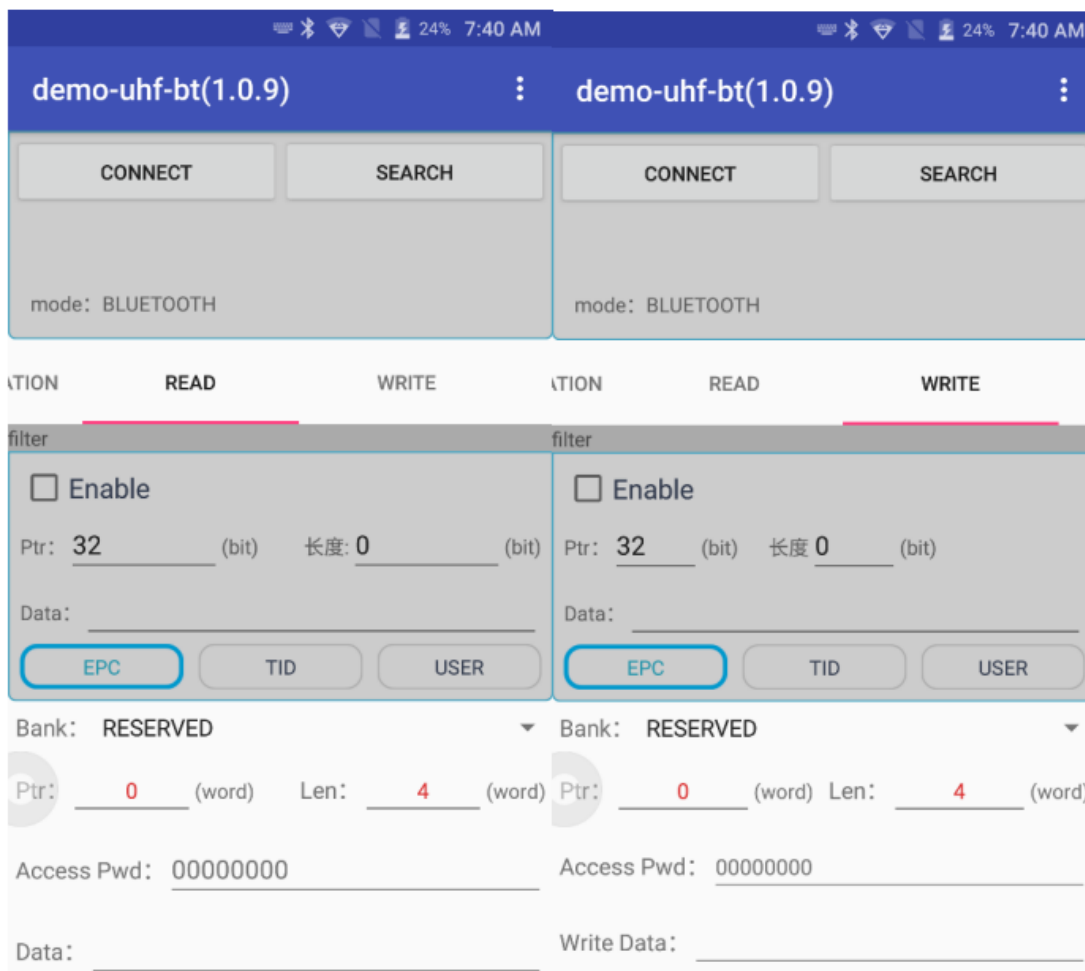 24% 7:40 AM
demo-uhf-bt(1.0.9)
CONNECT SEARCH
mode: BLUETOOTH
ATION READ WRITE
filter
Enable
Ptr: 32 (bit) 长度: 0 (bit)
Data:
EPC TID USER
Bank: RESERVED
Ptr: 0 (word) Len: 4 (word)
Access Pwd: 00000000
Data:
24% 7:40 AM
demo-uhf-bt(1.0.9)
CONNECT SEARCH
mode: BLUETOOTH
ATION READ WRITE
filter
Enable
Ptr: 32 (bit) 长度 0 (bit)
Data:
EPC TID USER
Bank: RESERVED
Ptr: 0 (word) Len: 4 (word)
Access Pwd: 00000000
Write Data: